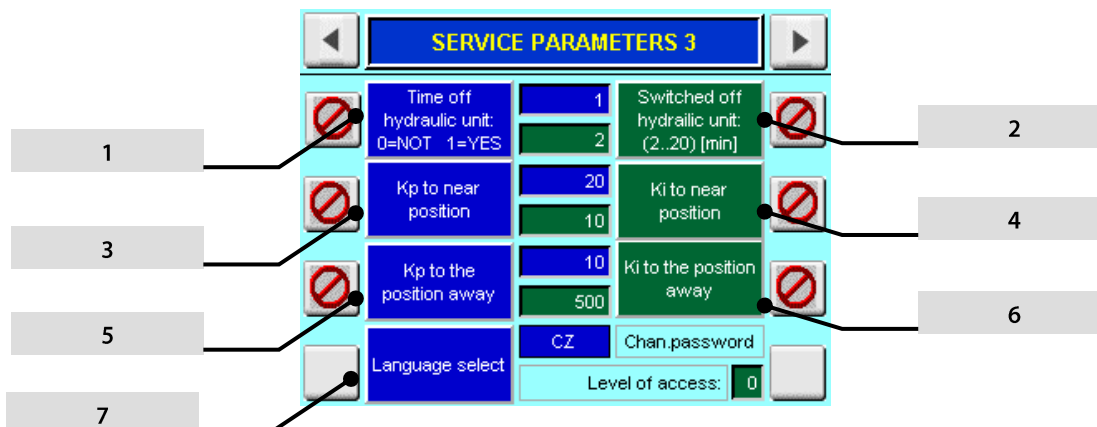 SERVICE PARAMETERS 3
Time off
hydraulic unit:
0=NOT 1=YES
1
2
Switched off
hydrailic unit:
(2..20) [min]
1
2
Kp to near
position
20
10
Ki to near
position
3
4
Kp to the
position away
10
500
Ki to the position
away
5
6
Language select
CZ
Chan.password
Level of access: 0
7